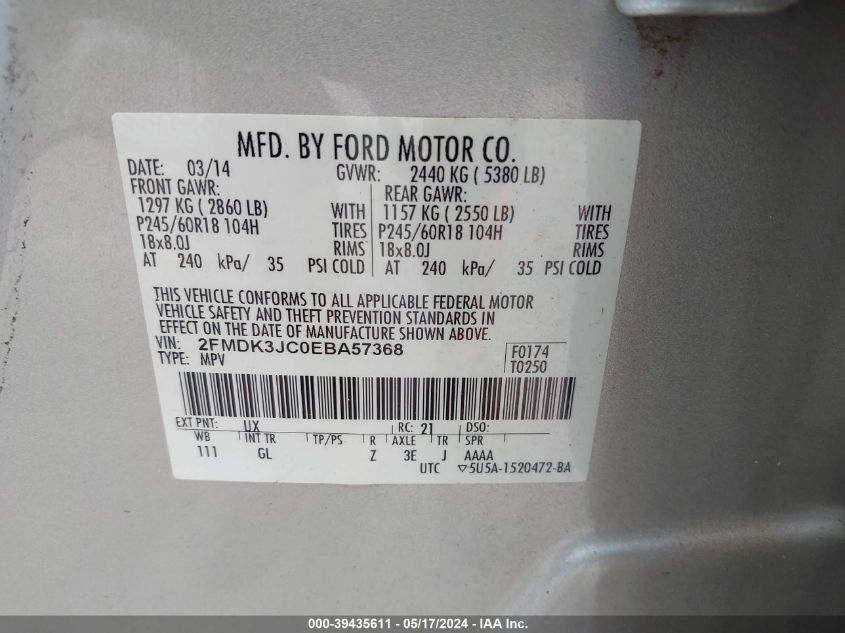 MFD. BY FORD MOTOR CO.
DATE: 03/14 GVWR: 2440 KG ( 5380 LB)
FRONT GAWR: REAR GAWR:
1297 KG ( 2860 LB) WITH 1157 KG ( 2550 LB) WITH
P245/60R18 104H TIRES P245/60R18 104H TIRES
18x8.0J RIMS 18x8.0J RIMS
AT 240 kPa/ 35 PSI COLD AT 240 kPa/ 35 PSI COLD
THIS VEHICLE CONFORMS TO ALL APPLICABLE FEDERAL MOTOR
VEHICLE SAFETY AND THEFT PREVENTION STANDARDS IN
EFFECT ON THE DATE OF MANUFACTURE SHOWN ABOVE.
VIN: 2FMDK3JC0EBA57368 F0174
TYPE: MPV T0250
EXT PNT: UX RC: 21 DSO:
WB INT TR TP/PS R AXLE TR SPR
111 GL Z 3E J AAAA
UTC ▽5U5A-1520472-BA
000-39435611 - 05/17/2024 - IAA Inc.